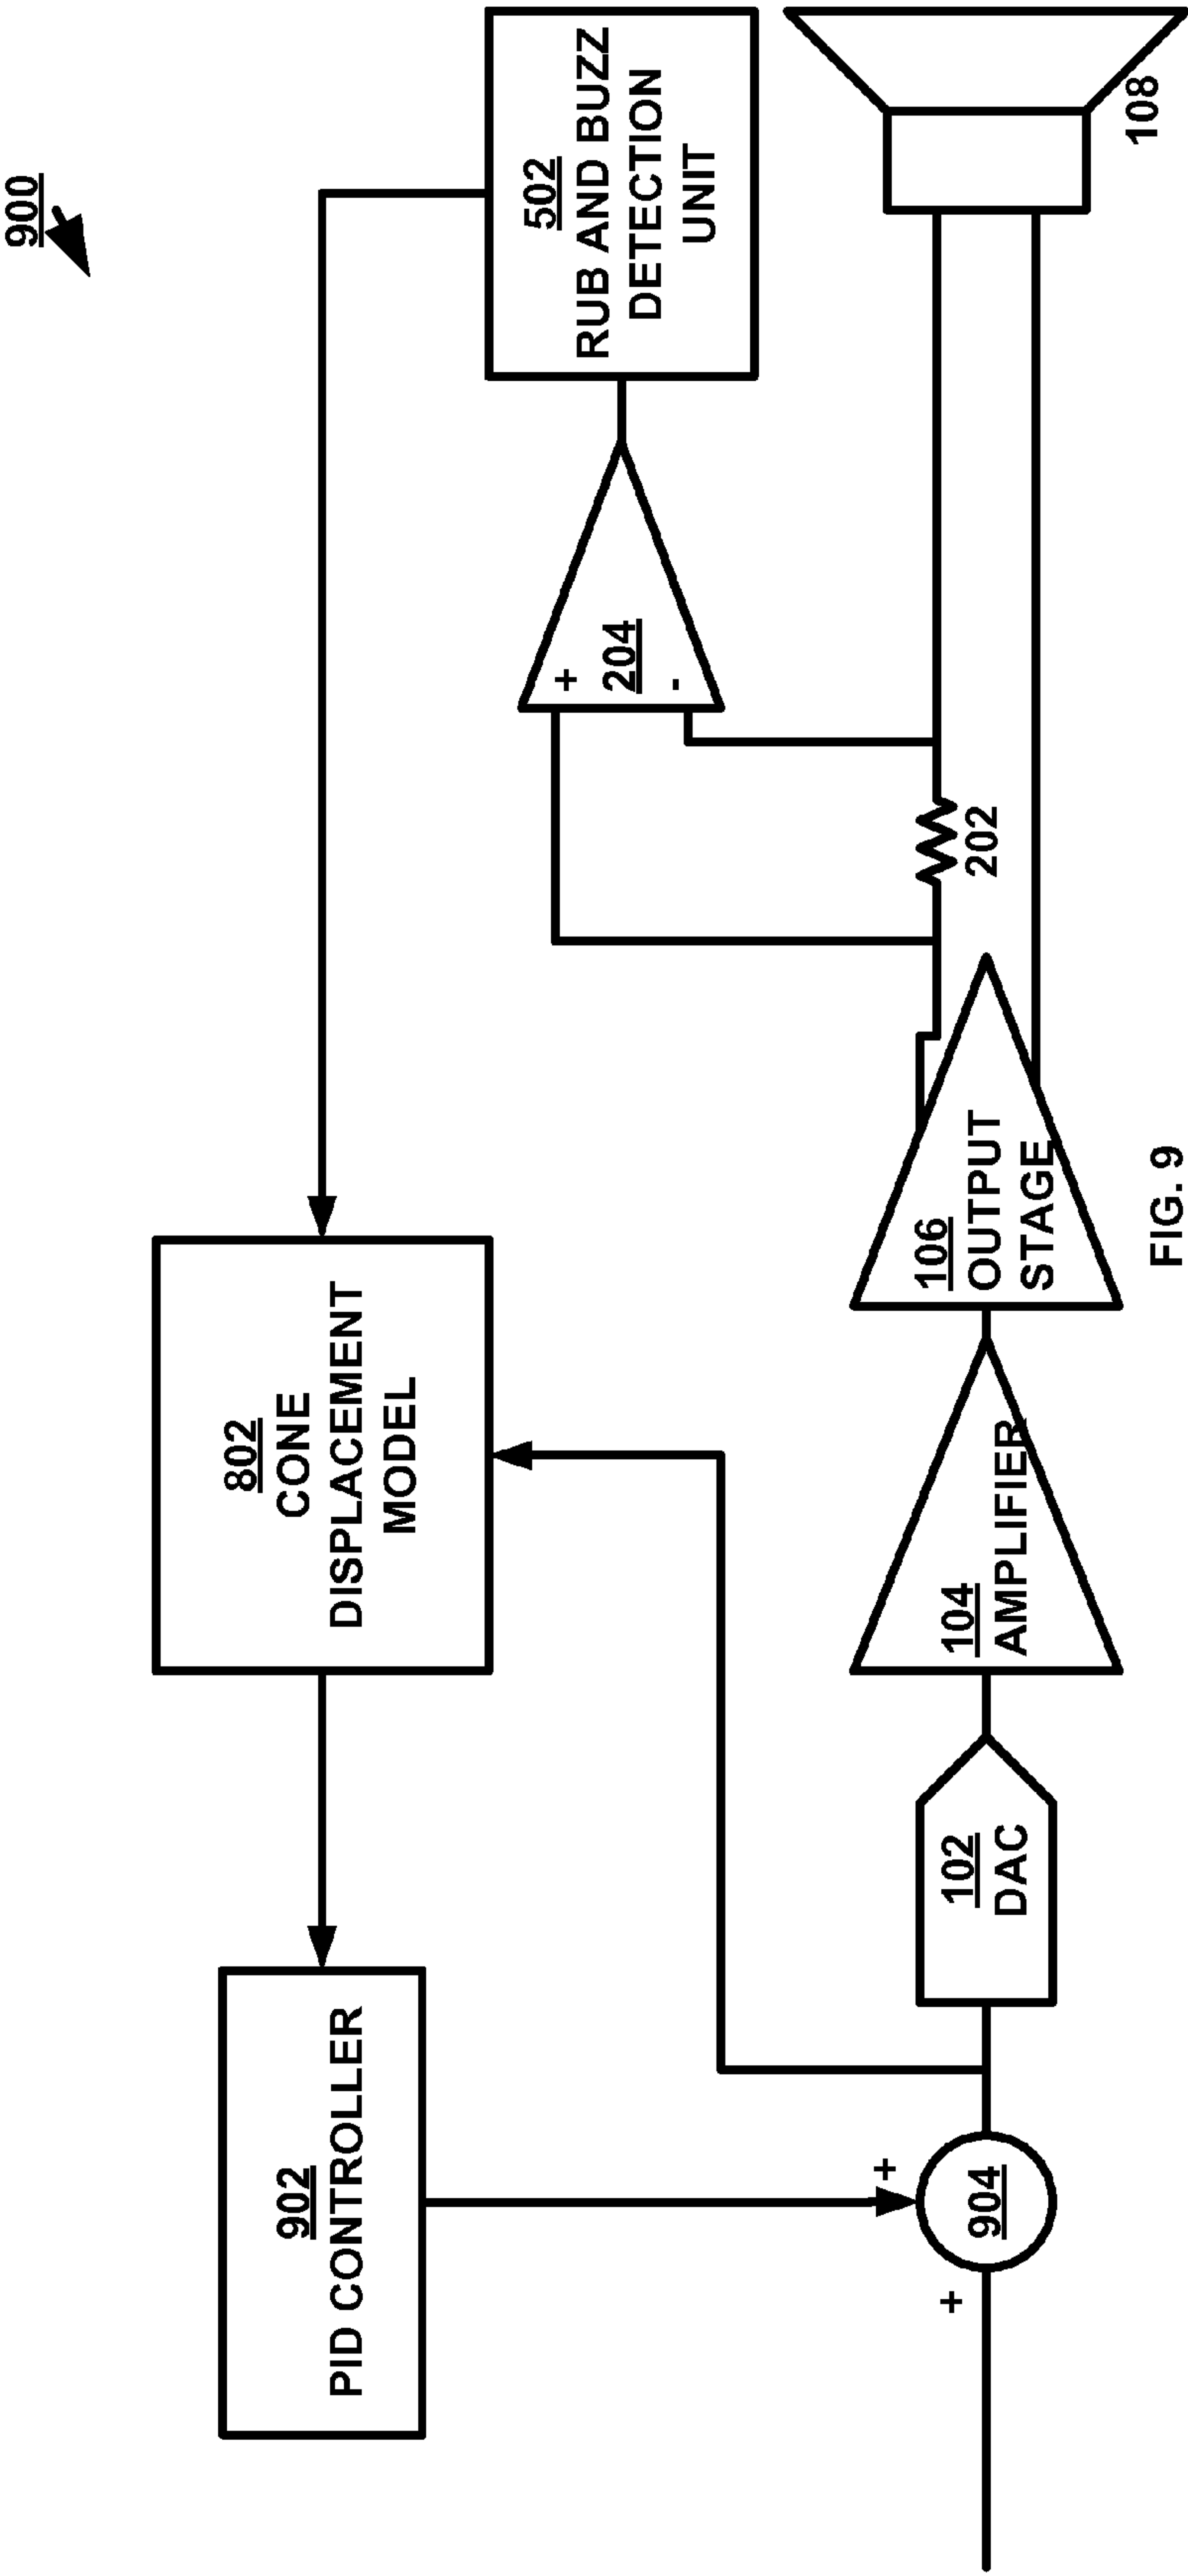 900
902
PID CONTROLLER
802
CONE
DISPLACEMENT
MODEL
502
RUB AND BUZZ
DETECTION
UNIT
+
204
-
+
+
904
102
DAC
104
AMPLIFIER
106
OUTPUT
STAGE
202
108
FIG. 9